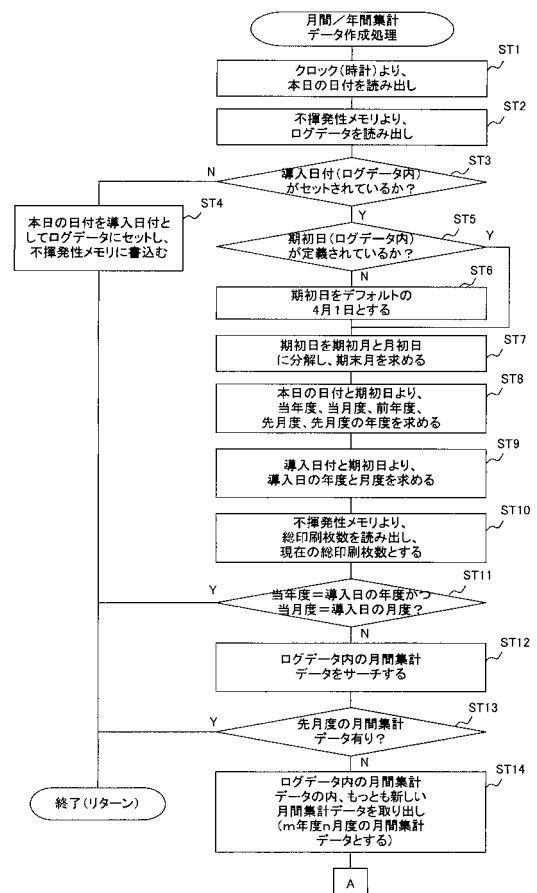 月間／年間集計
データ作成処理
ST1
クロック(時計)より、
本日の日付を読み出し
ST2
不揮発性メモリより、
ログデータを読み出し
ST3
導入日付(ログデータ内)
がセットされているか？
N
Y
ST4
本日の日付を導入日付と
してログデータにセットし、
不揮発性メモリに書込む
ST5
期初日(ログデータ内)
が定義されているか？
Y
N
ST6
期初日をデフォルトの
4月1日とする
ST7
期初日を期初月と月初日
に分解し、期末月を求める
ST8
本日の日付と期初日より、
当年度、当月度、前年度、
先月度、先月度の年度を求める
ST9
導入日付と期初日より、
導入日の年度と月度を求める
ST10
不揮発性メモリより、
総印刷枚数を読み出し、
現在の総印刷枚数とする
ST11
当年度＝導入日の年度かつ
当月度＝導入日の月度？
Y
N
ST12
ログデータ内の月間集計
データをサーチする
ST13
先月度の月間集計
データ有り？
Y
N
ST14
ログデータ内の月間集計
データの内、もっとも新しい
月間集計データを取り出し
(ｍ年度ｎ月度の月間集計
データとする)
終了(リターン)
A